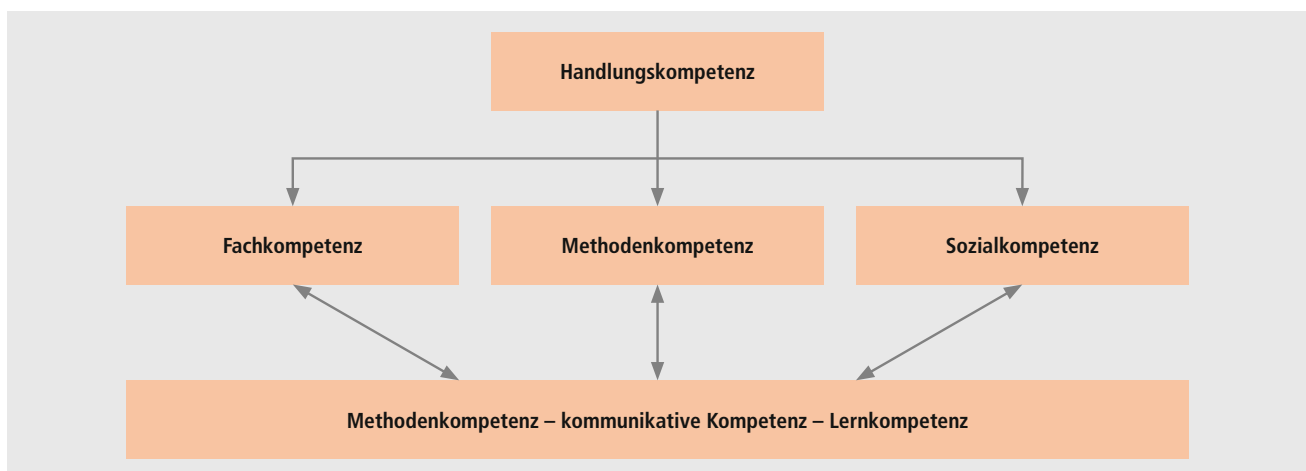 Handlungskompetenz
Fachkompetenz
Methodenkompetenz
Sozialkompetenz
Methodenkompetenz – kommunikative Kompetenz – Lernkompetenz